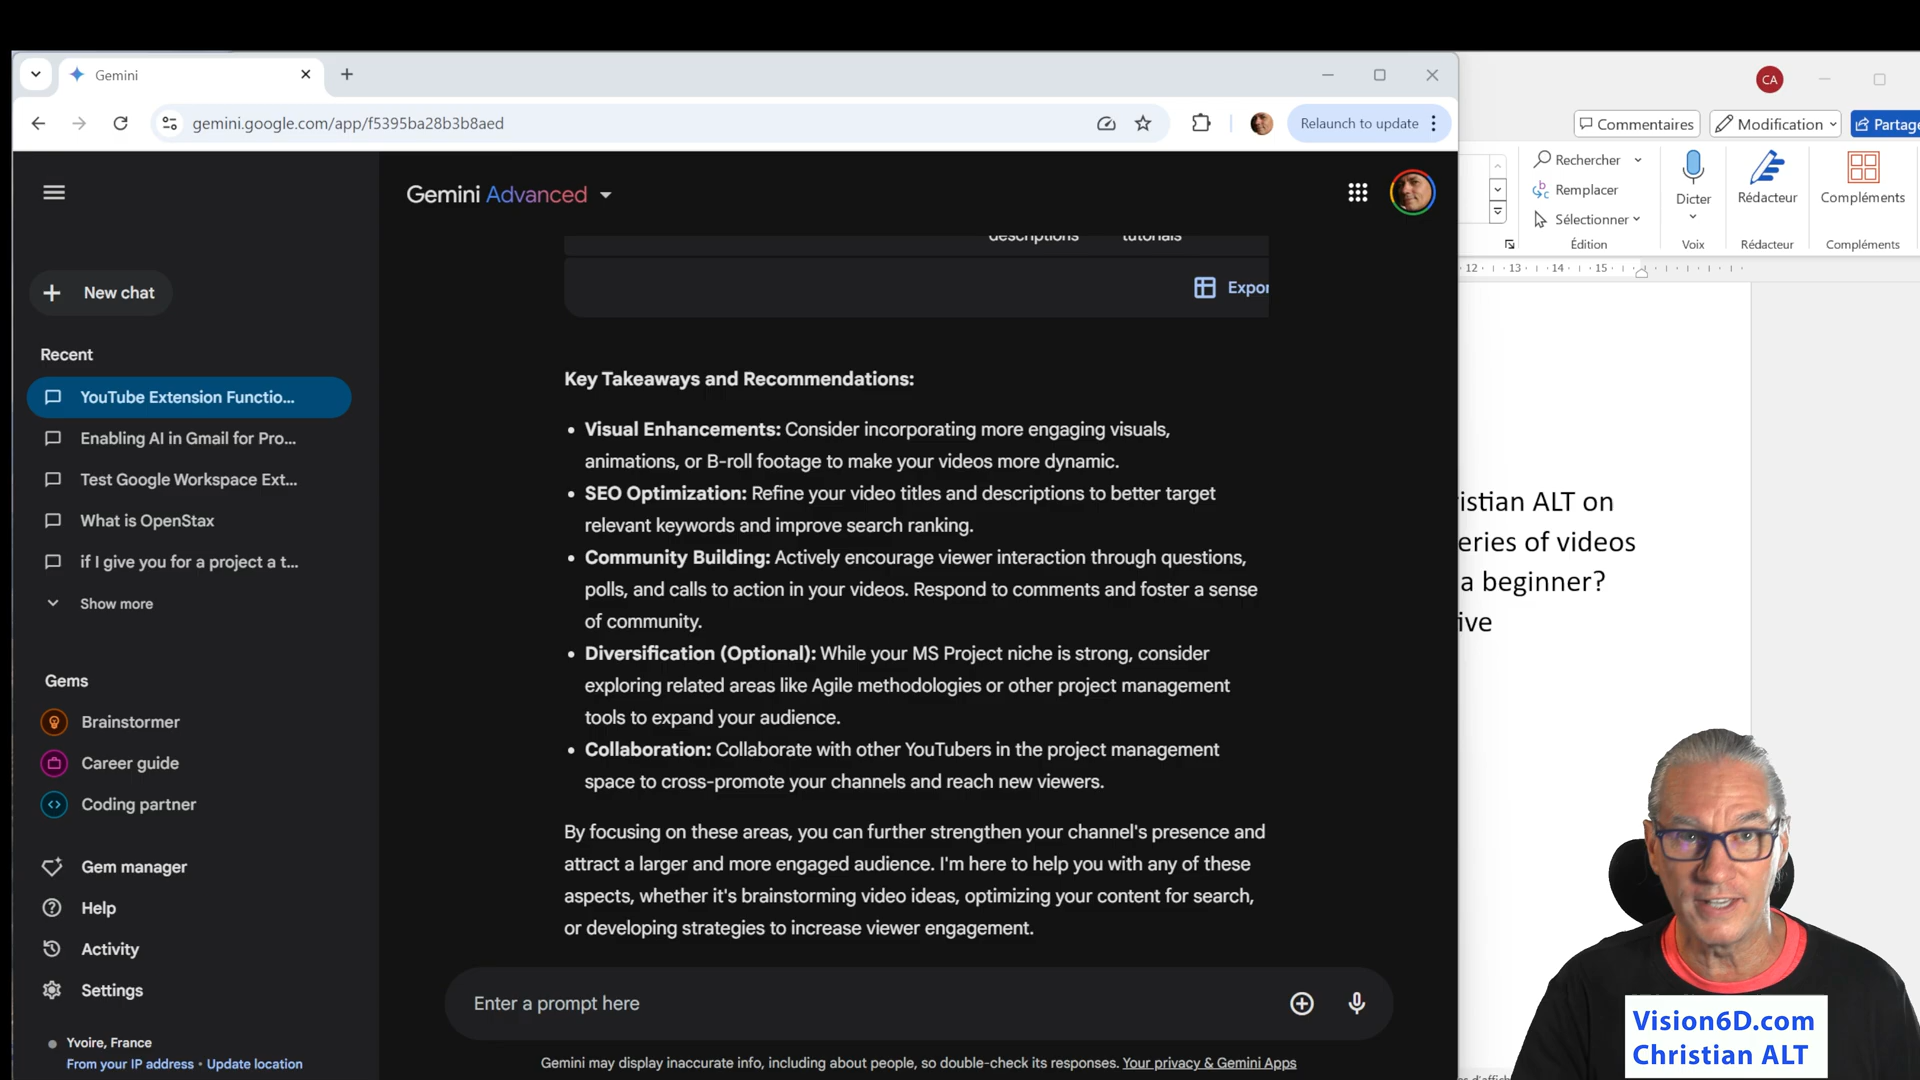 Gemini
gemini.google.com/app/f5395ba28b3b8aed
Relaunch to update
Gemini Advanced
New chat
Recent
YouTube Extension Functio...
Enabling AI in Gmail for Pro...
Test Google Workspace Ext...
What is OpenStax
if I give you for a project a t...
Show more
Gems
Brainstormer
Career guide
Coding partner
Gem manager
Help
Activity
Settings
Yvoire, France
From your IP address • Update location
descriptions tutorials
Expor
Key Takeaways and Recommendations:
• Visual Enhancements: Consider incorporating more engaging visuals,
animations, or B-roll footage to make your videos more dynamic.
• SEO Optimization: Refine your video titles and descriptions to better target
relevant keywords and improve search ranking.
• Community Building: Actively encourage viewer interaction through questions,
polls, and calls to action in your videos. Respond to comments and foster a sense
of community.
• Diversification (Optional): While your MS Project niche is strong, consider
exploring related areas like Agile methodologies or other project management
tools to expand your audience.
• Collaboration: Collaborate with other YouTubers in the project management
space to cross-promote your channels and reach new viewers.
By focusing on these areas, you can further strengthen your channel's presence and
attract a larger and more engaged audience. I'm here to help you with any of these
aspects, whether it's brainstorming video ideas, optimizing your content for search,
or developing strategies to increase viewer engagement.
Enter a prompt here
Gemini may display inaccurate info, including about people, so double-check its responses. Your privacy & Gemini Apps
CA
Commentaires Modification Partage
Rechercher
Remplacer
Sélectionner
Édition
Dicter
Voix
Rédacteur
Rédacteur
Compléments
Compléments
12 13 14 15
istian ALT on
eries of videos
a beginner?
ive
Vision6D.com
Christian ALT